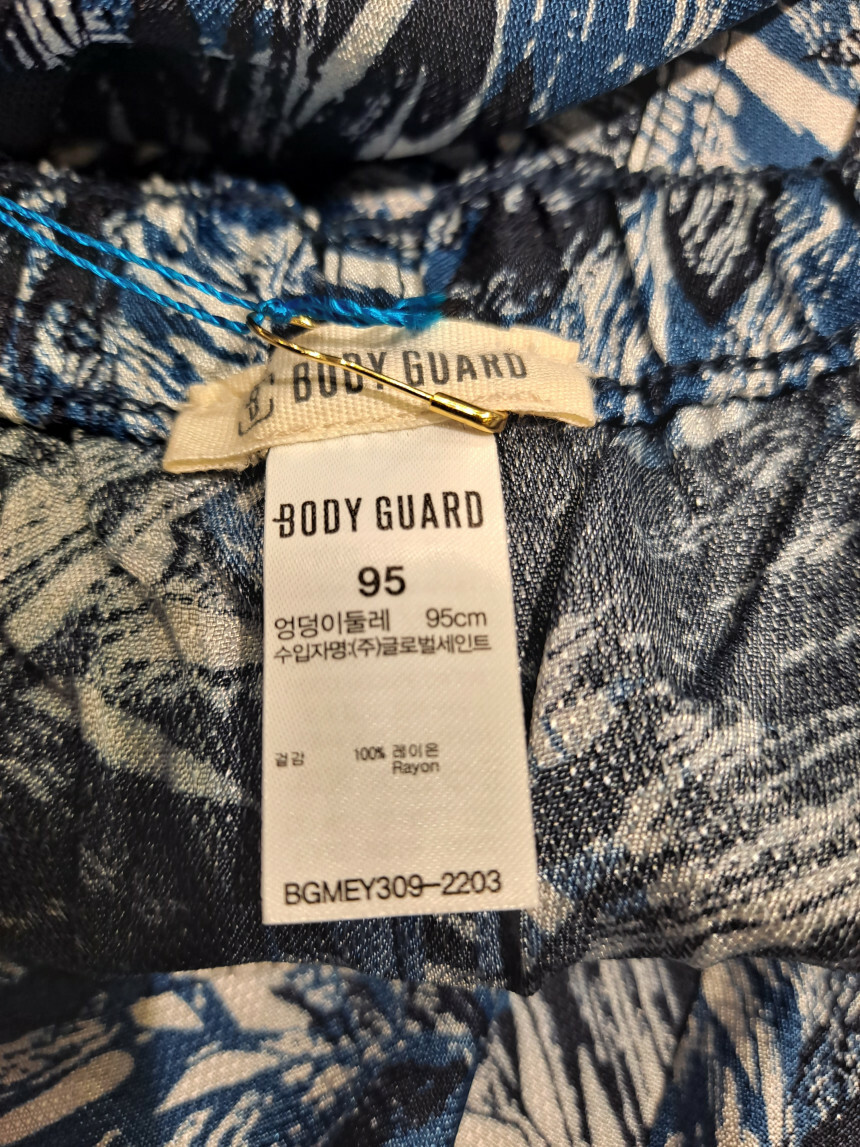 BODY GUARD
BODY GUARD
95
엉덩이둘레 95cm
수입자명:(주)글로벌세인트
겉감 100% 레이온
Rayon
BGMEY309-2203